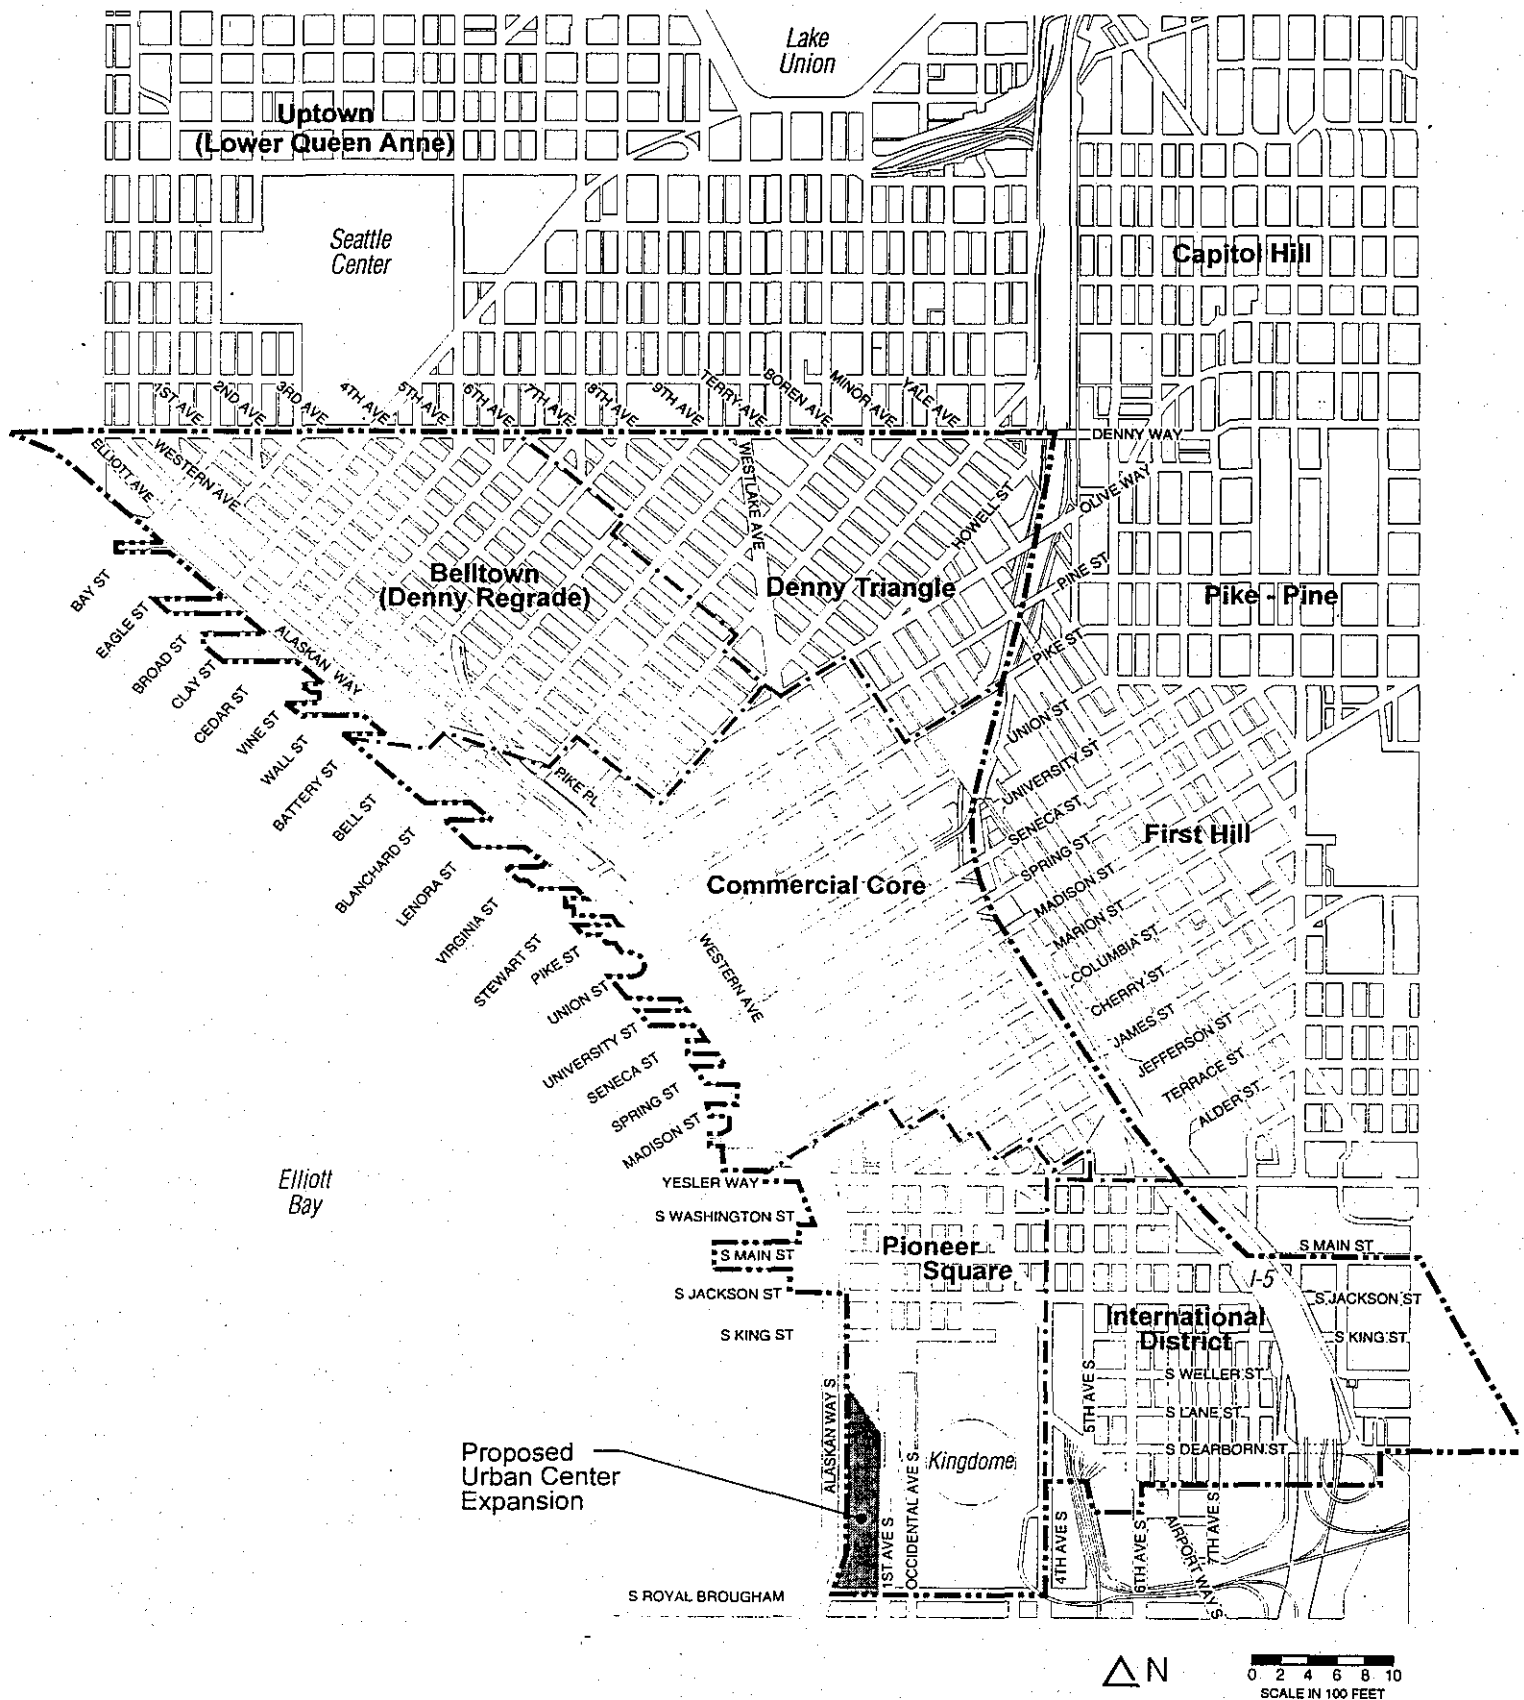 Lake
Union
Uptown
(Lower Queen Anne)
Seattle
Center
Capitol Hill
1ST AVE
2ND AVE
3RD AVE
4TH AVE
5TH AVE
6TH AVE
7TH AVE
8TH AVE
9TH AVE
TERRY AVE
BOREN AVE
MINOR AVE
YALE AVE
DENNY WAY
ELLIOTT AVE
WESTERN AVE
WESTLAKE AVE
HOWELL ST
OLIVE WAY
PINE ST
PIKE ST
Belltown
(Denny Regrade)
Denny Triangle
Pike - Pine
BAY ST
EAGLE ST
BROAD ST
CLAY ST
CEDAR ST
VINE ST
WALL ST
BATTERY ST
BELL ST
BLANCHARD ST
LENORA ST
VIRGINIA ST
STEWART ST
PIKE ST
UNION ST
UNIVERSITY ST
SENECA ST
SPRING ST
MADISON ST
ALASKAN WAY
PIKE PL
UNION ST
UNIVERSITY ST
SENECA ST
SPRING ST
MADISON ST
MARION ST
COLUMBIA ST
CHERRY ST
JAMES ST
JEFFERSON ST
TERRACE ST
ALDER ST
First Hill
Commercial Core
WESTERN AVE
Elliott
Bay
YESLER WAY
S WASHINGTON ST
S MAIN ST
S JACKSON ST
S KING ST
Pioneer
Square
S MAIN ST
I-5
S JACKSON ST
S KING ST
International
District
S WELLER ST
S LANE ST
S DEARBORN ST
5TH AVE S
ALASKAN WAY S
Kingdome
Proposed
Urban Center
Expansion
1ST AVE S
OCCIDENTAL AVE S
4TH AVE S
6TH AVE S
AIRPORT WAY S
7TH AVE S
S ROYAL BROUGHAM
N
0 2 4 6 8 10
SCALE IN 100 FEET